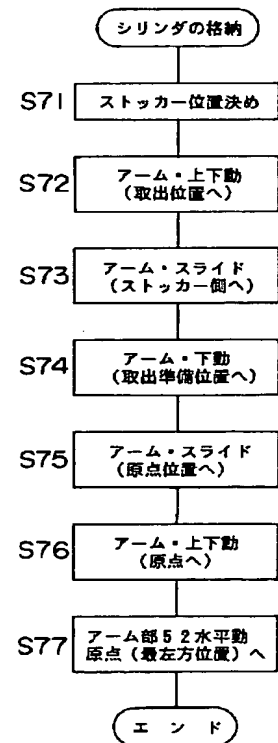 シリンダの格納
S71
ストッカー位置決め
S72
アーム・上下動
(取出位置へ)
S73
アーム・スライド
(ストッカー側へ)
S74
アーム・下動
(取出準備位置へ)
S75
アーム・スライド
(原点位置へ)
S76
アーム・上下動
(原点へ)
S77
アーム部52水平動
原点(最左方位置)へ
エンド